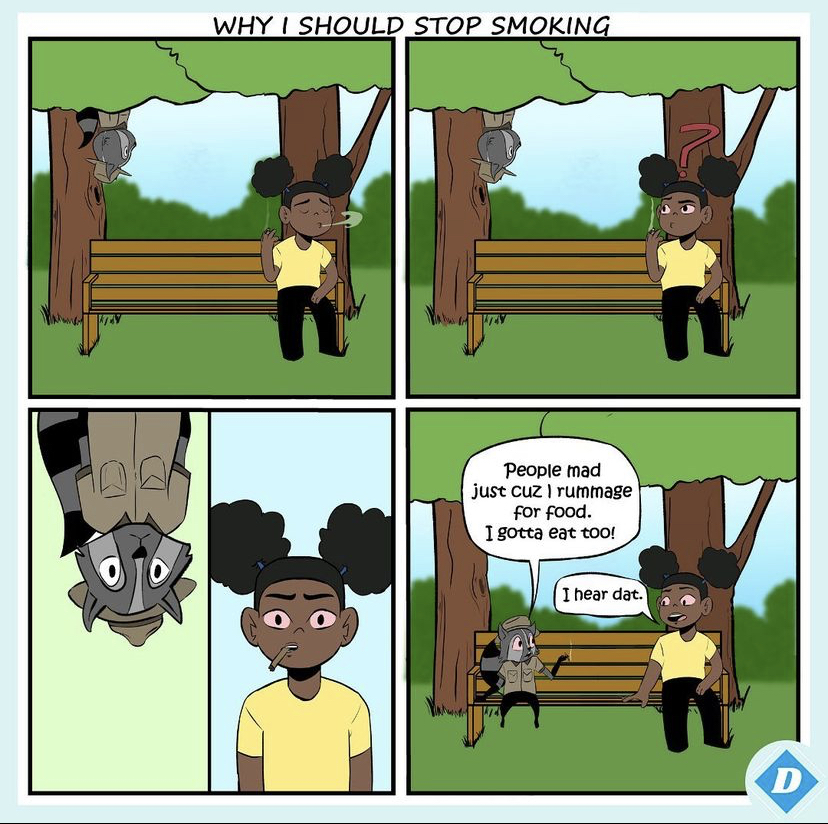 WHY I SHOULD STOP SMOKING
?
People mad
just cuz I rummage
for food.
I gotta eat too!
I hear dat.
D